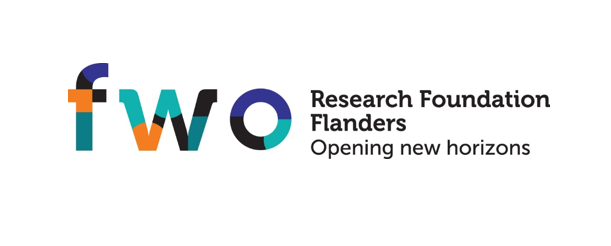 fwo
Research Foundation
Flanders
Opening new horizons